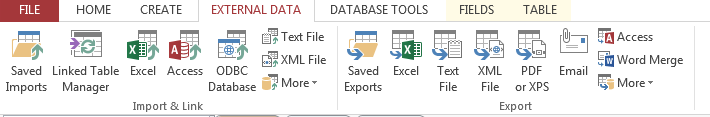 FILE HOME CREATE EXTERNAL DATA DATABASE TOOLS FIELDS TABLE
Saved Imports
Linked Table Manager
Excel
Access
ODBC Database
Text File
XML File
More
Import & Link
Saved Exports
Excel
Text File
XML File
PDF or XPS
Email
Access
Word Merge
More
Export